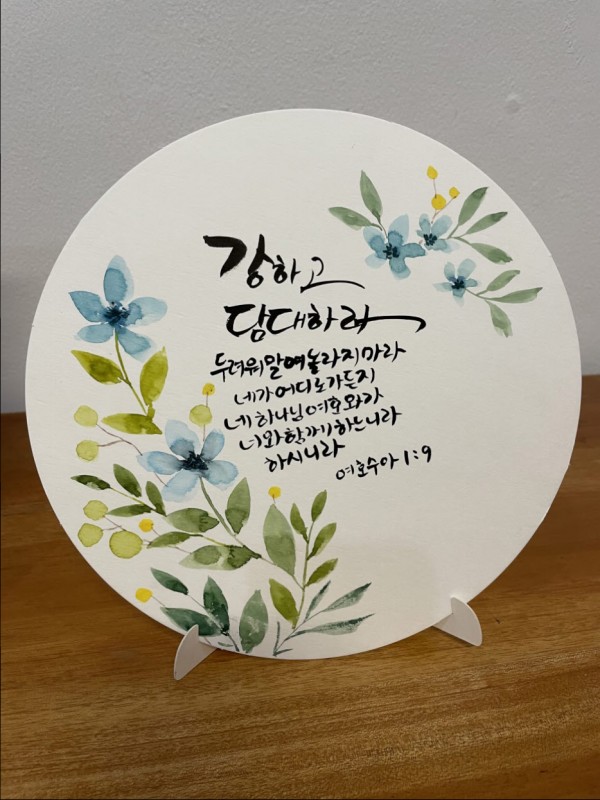 강하고
담대하라
두려워말며놀라지마라
네가어디로가든지
네하나님여호와가
너와함께하느니라
하시니라
여호수아 1:9